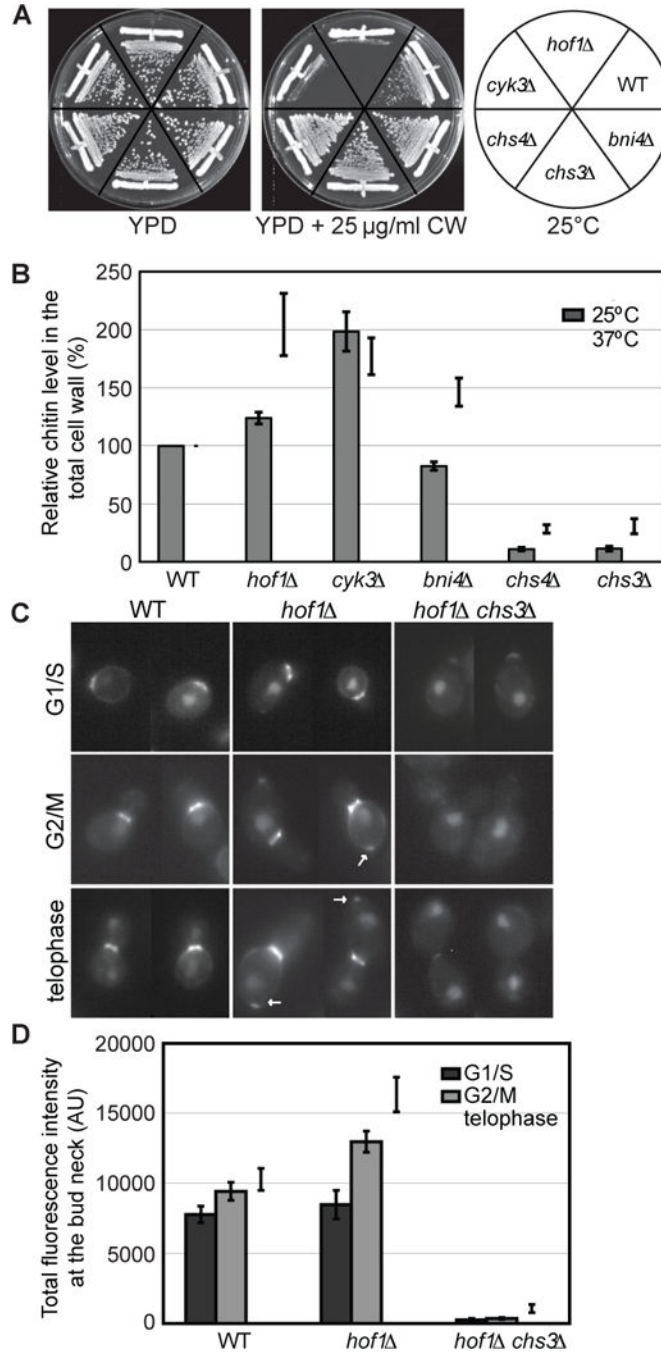 A
hof1Δ
cyk3Δ
WT
chs4Δ
bni4Δ
chs3Δ
YPD
YPD + 25 µg/ml CW
25°C
B
Relative chitin level in the
total cell wall (%)
250
200
150
100
50
0
25ºC
37ºC
WT
hof1Δ
cyk3Δ
bni4Δ
chs4Δ
chs3Δ
C
WT
hof1Δ
hof1Δ chs3Δ
G1/S
G2/M
telophase
D
Total fluorescence intensity
at the bud neck (AU)
20000
15000
10000
5000
0
G1/S
G2/M
telophase
WT
hof1Δ
hof1Δ chs3Δ